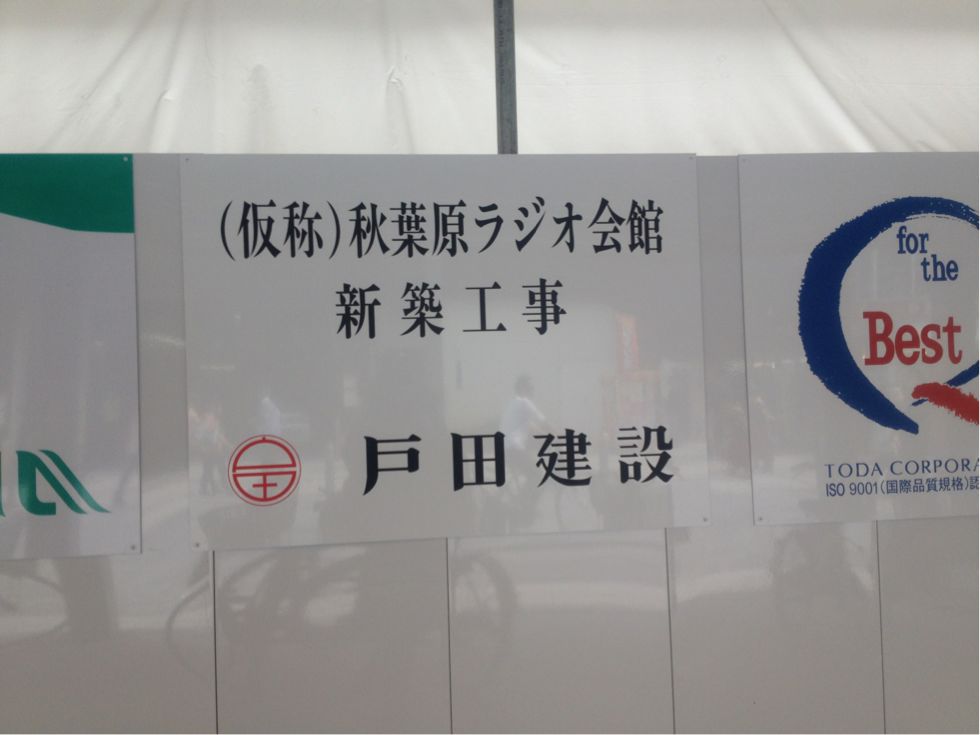 (仮称)秋葉原ラジオ会館
新築工事
戸田建設
for the
Best
TODA CORPORA
ISO 9001(国際品質規格)認